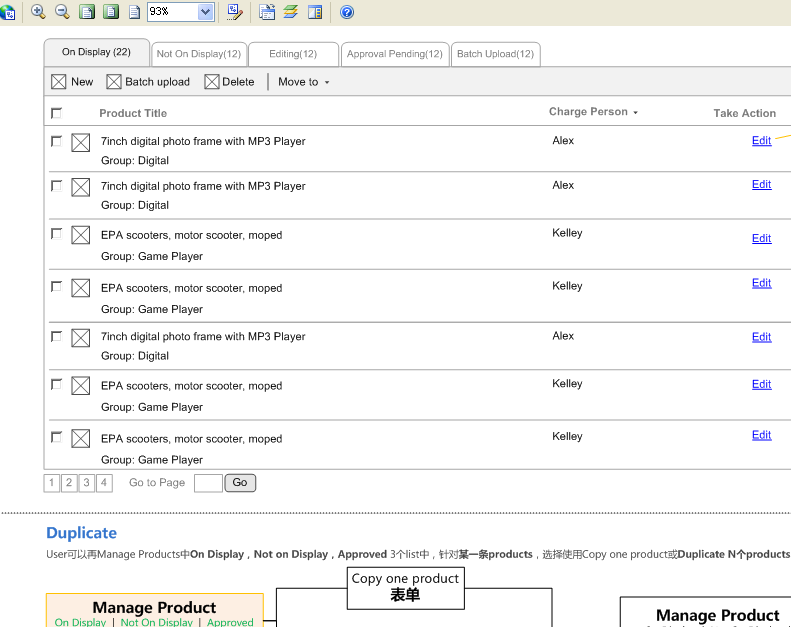 93%
On Display (22) Not On Display(12) Editing(12) Approval Pending(12) Batch Upload(12)
New Batch upload Delete Move to
Product Title Charge Person Take Action
7inch digital photo frame with MP3 Player Alex Edit
Group: Digital
7inch digital photo frame with MP3 Player Alex Edit
Group: Digital
EPA scooters, motor scooter, moped Kelley Edit
Group: Game Player
EPA scooters, motor scooter, moped Kelley Edit
Group: Game Player
7inch digital photo frame with MP3 Player Alex Edit
Group: Digital
EPA scooters, motor scooter, moped Kelley Edit
Group: Game Player
EPA scooters, motor scooter, moped Kelley Edit
Group: Game Player
1 2 3 4 Go to Page Go
Duplicate
User可以再Manage Products中On Display，Not on Display，Approved 3个list中，针对某一条products，选择使用Copy one product或Duplicate N个products
Copy one product
表单
Manage Product
On Display | Not On Display | Approved
Manage Product